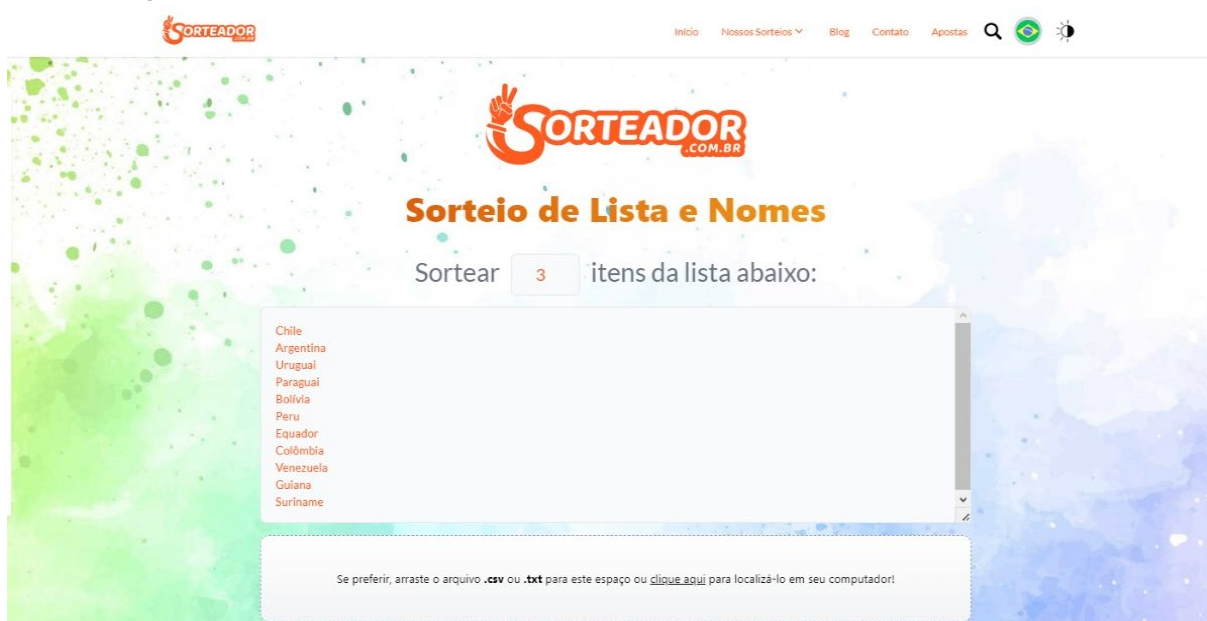 SORTEADOR
.COM.BR
Início Nossos Sorteios Blog Contato Apostas
SORTEADOR
.COM.BR
Sorteio de Lista e Nomes
Sortear 3 itens da lista abaixo:
Chile
Argentina
Uruguai
Paraguai
Bolívia
Peru
Equador
Colômbia
Venezuela
Guiana
Suriname
Se preferir, arraste o arquivo .csv ou .txt para este espaço ou clique aqui para localizá-lo em seu computador!